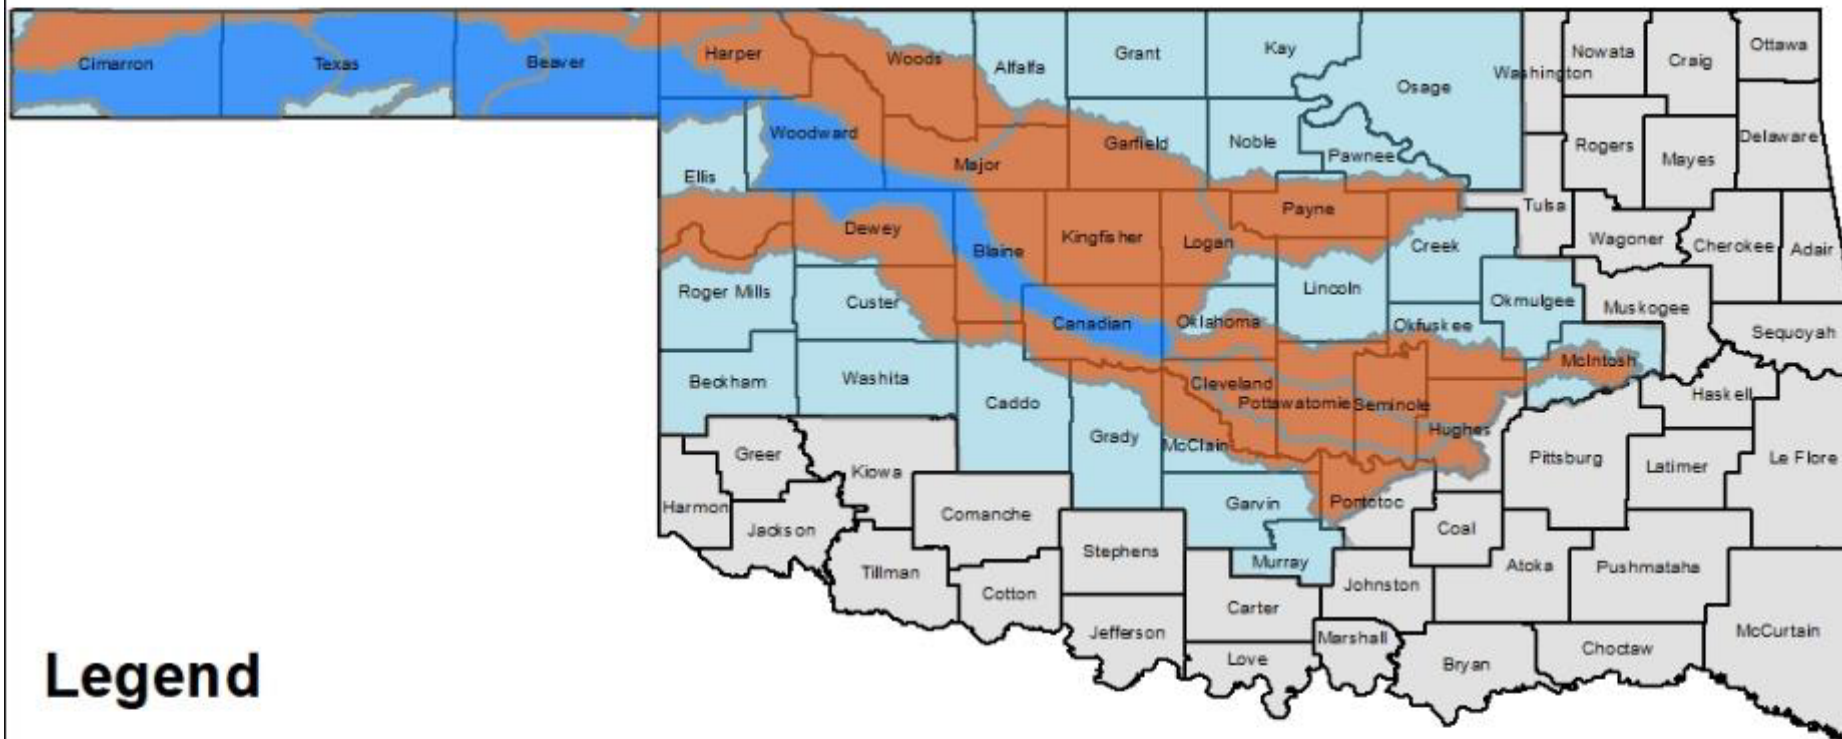 Cimarron
Texas
Beaver
Harper
Woods
Alfalfa
Grant
Kay
Osage
Washington
Nowata
Craig
Ottawa
Woodward
Ellis
Major
Garfield
Noble
Pawnee
Rogers
Mayes
Delaware
Dewey
Blaine
Kingfisher
Logan
Payne
Creek
Tulsa
Wagoner
Cherokee
Adair
Roger Mills
Custer
Canadian
Oklahoma
Lincoln
Okfuskee
Okmulgee
Muskogee
Sequoyah
Beckham
Washita
Caddo
Grady
McClain
Cleveland
Pottawatomie
Seminole
Hughes
McIntosh
Haskell
Greer
Kiowa
Harmon
Jackson
Comanche
Garvin
Pontotoc
Coal
Pittsburg
Latimer
Le Flore
Tillman
Cotton
Stephens
Murray
Johnston
Atoka
Pushmataha
Jefferson
Carter
Love
Marshall
Bryan
Choctaw
McCurtain
Legend